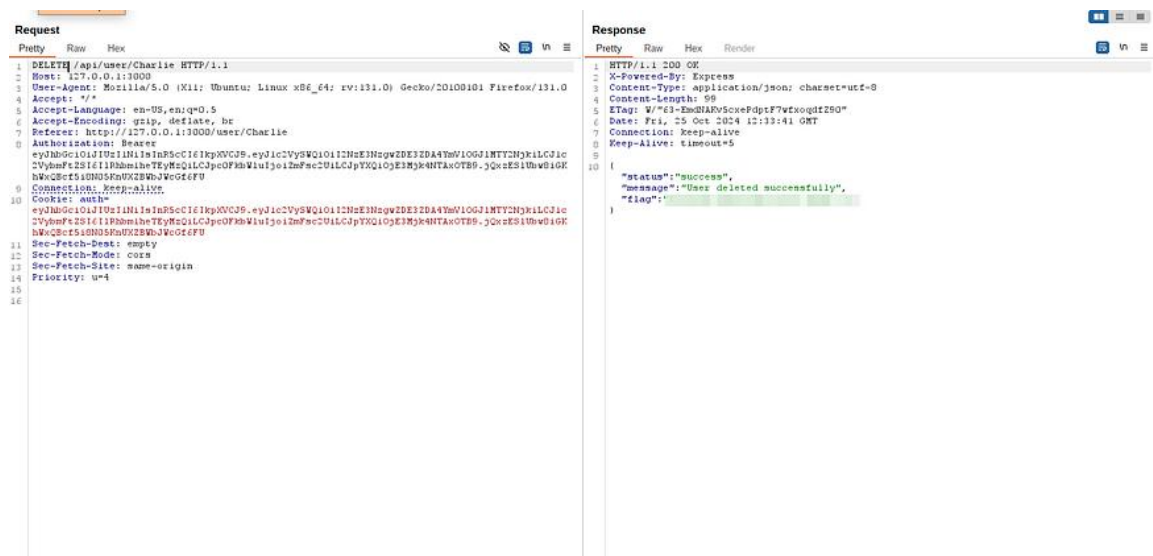 Request
Pretty Raw Hex
1 DELETE /api/user/Charlie HTTP/1.1
2 Host: 127.0.0.1:3000
3 User-Agent: Mozilla/5.0 (X11; Ubuntu; Linux x86_64; rv:131.0) Gecko/20100101 Firefox/131.0
4 Accept: */*
5 Accept-Language: en-US,en;q=0.5
6 Accept-Encoding: gzip, deflate, br
7 Referer: http://127.0.0.1:3000/user/Charlie
8 Authorization: Bearer
9 Connection: keep-alive
10 Cookie: auth=
11 Sec-Fetch-Dest: empty
12 Sec-Fetch-Mode: cors
13 Sec-Fetch-Site: same-origin
14 Priority: u=4
15
16
Response
Pretty Raw Hex Render
1 HTTP/1.1 200 OK
2 X-Powered-By: Express
3 Content-Type: application/json; charset=utf-8
4 Content-Length: 99
5 ETag:
6 Date: Fri, 25 Oct 2024 12:33:41 GMT
7 Connection: keep-alive
8 Keep-Alive: timeout=5
9
10 {
"status":"success",
"message":"User deleted successfully",
"flag":"
}